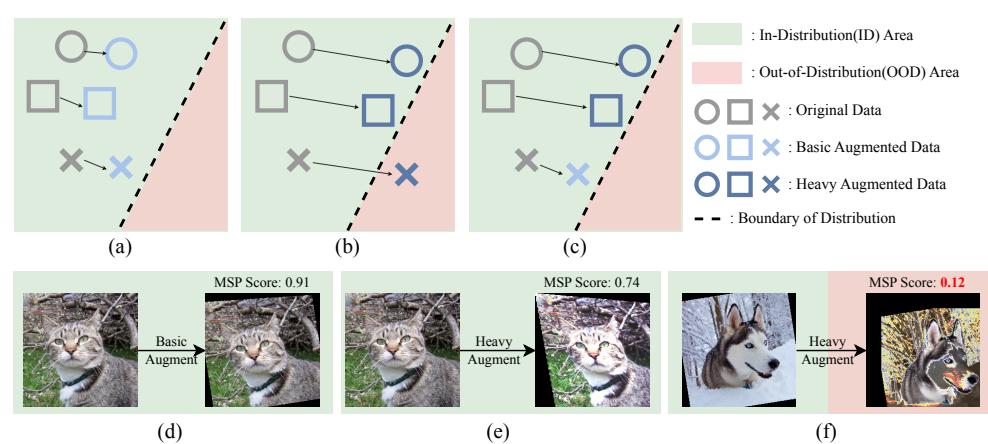 : In-Distribution(ID) Area
: Out-of-Distribution(OOD) Area
: Original Data
: Basic Augmented Data
: Heavy Augmented Data
: Boundary of Distribution
(a)
(b)
(c)
MSP Score: 0.91
Basic
Augment
(d)
MSP Score: 0.74
Heavy
Augment
(e)
MSP Score: 0.12
Heavy
Augment
(f)